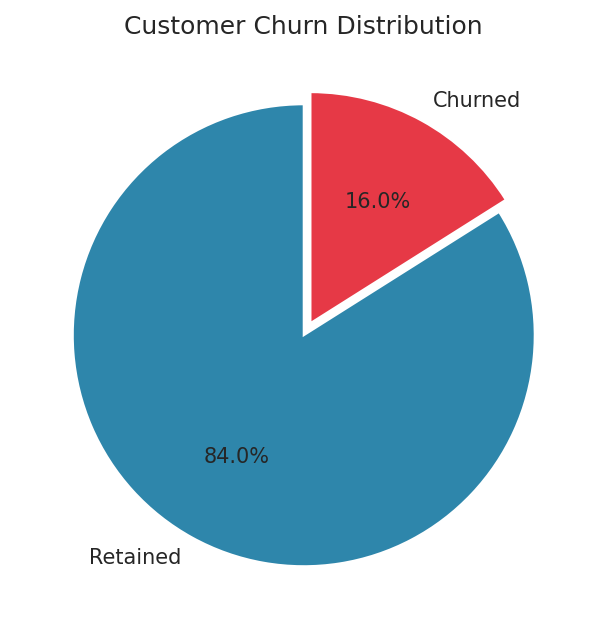 Customer Churn Distribution
Churned
16.0%
84.0%
Retained